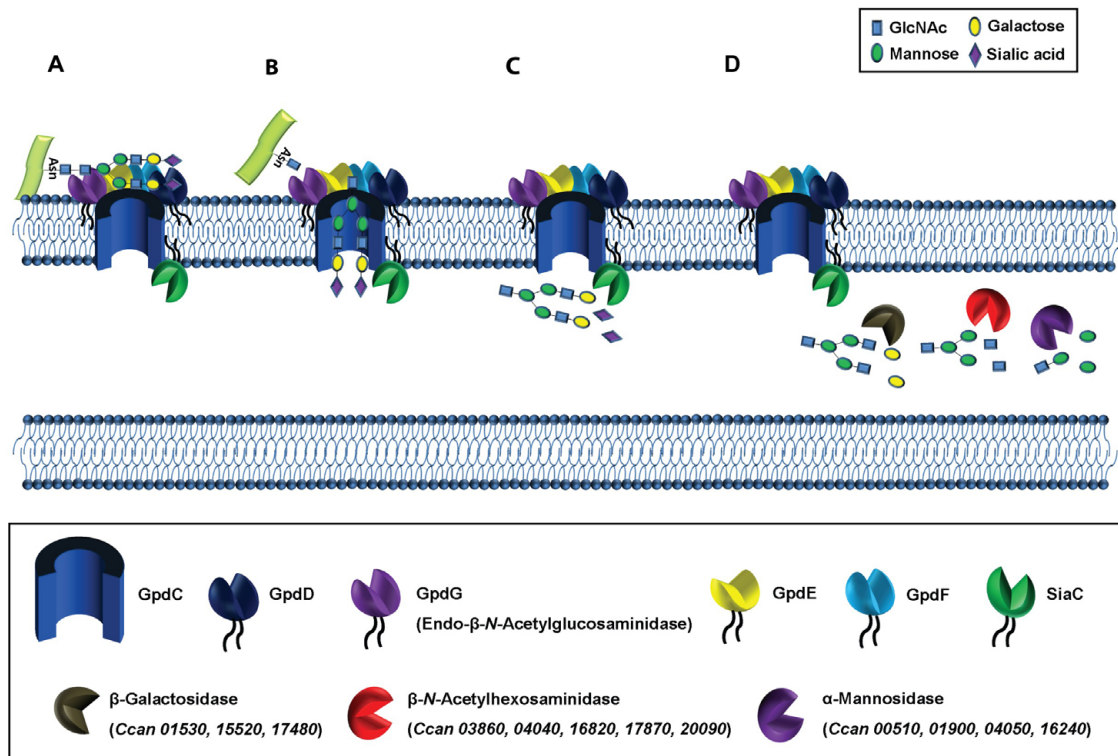 GlcNAc Galactose
Mannose Sialic acid
A B C D
Asn
Asn
GpdC GpdD GpdG GpdE GpdF SiaC
(Endo-β-N-Acetylglucosaminidase)
β-Galactosidase β-N-Acetylhexosaminidase α-Mannosidase
(Ccan 01530, 15520, 17480) (Ccan 03860, 04040, 16820, 17870, 20090) (Ccan 00510, 01900, 04050, 16240)